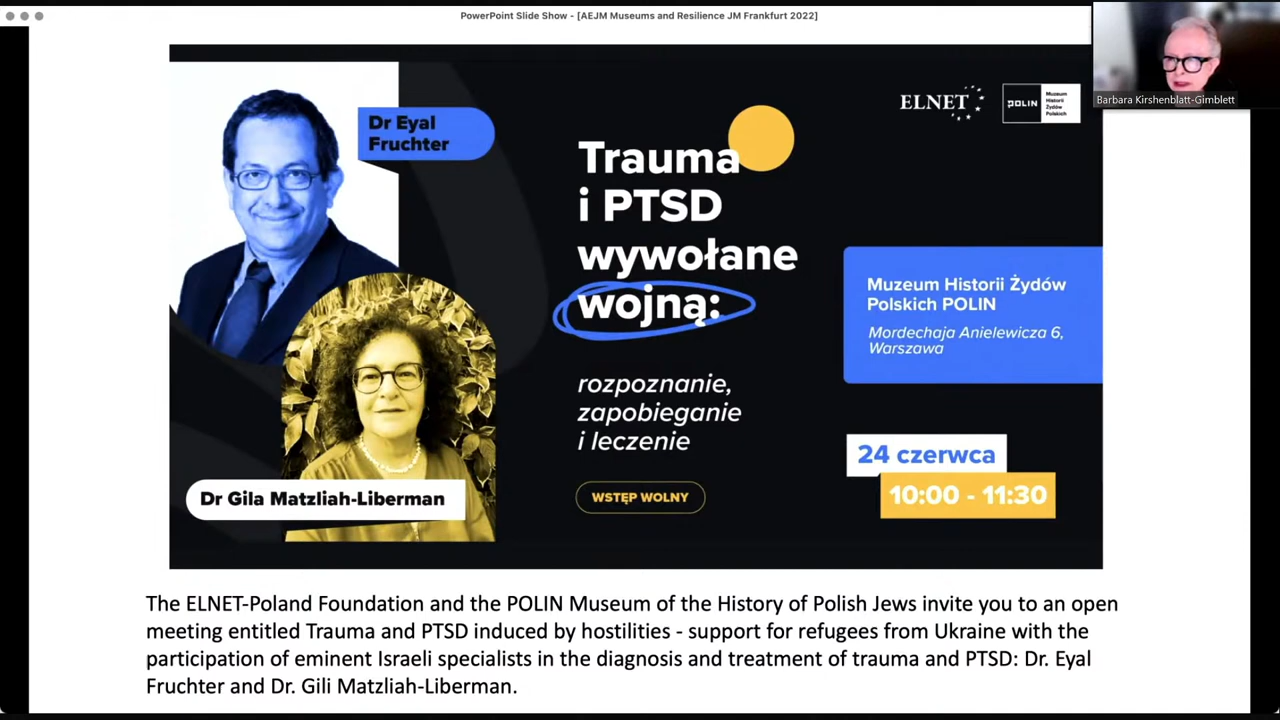 PowerPoint Slide Show - [AEJM Museums and Resilience JM Frankfurt 2022]
Barbara Kirshenblatt-Gimblett
Dr Eyal
Fruchter
ELNET
POLIN
Muzeum
Historii
Żydów
Polskich
Trauma
i PTSD
wywołane
wojną:
Muzeum Historii Żydów
Polskich POLIN
Mordechaja Anielewicza 6,
Warszawa
rozpoznanie,
zapobieganie
i leczenie
24 czerwca
10:00 - 11:30
WSTĘP WOLNY
Dr Gila Matzliah-Liberman
The ELNET-Poland Foundation and the POLIN Museum of the History of Polish Jews invite you to an open
meeting entitled Trauma and PTSD induced by hostilities - support for refugees from Ukraine with the
participation of eminent Israeli specialists in the diagnosis and treatment of trauma and PTSD: Dr. Eyal
Fruchter and Dr. Gili Matzliah-Liberman.